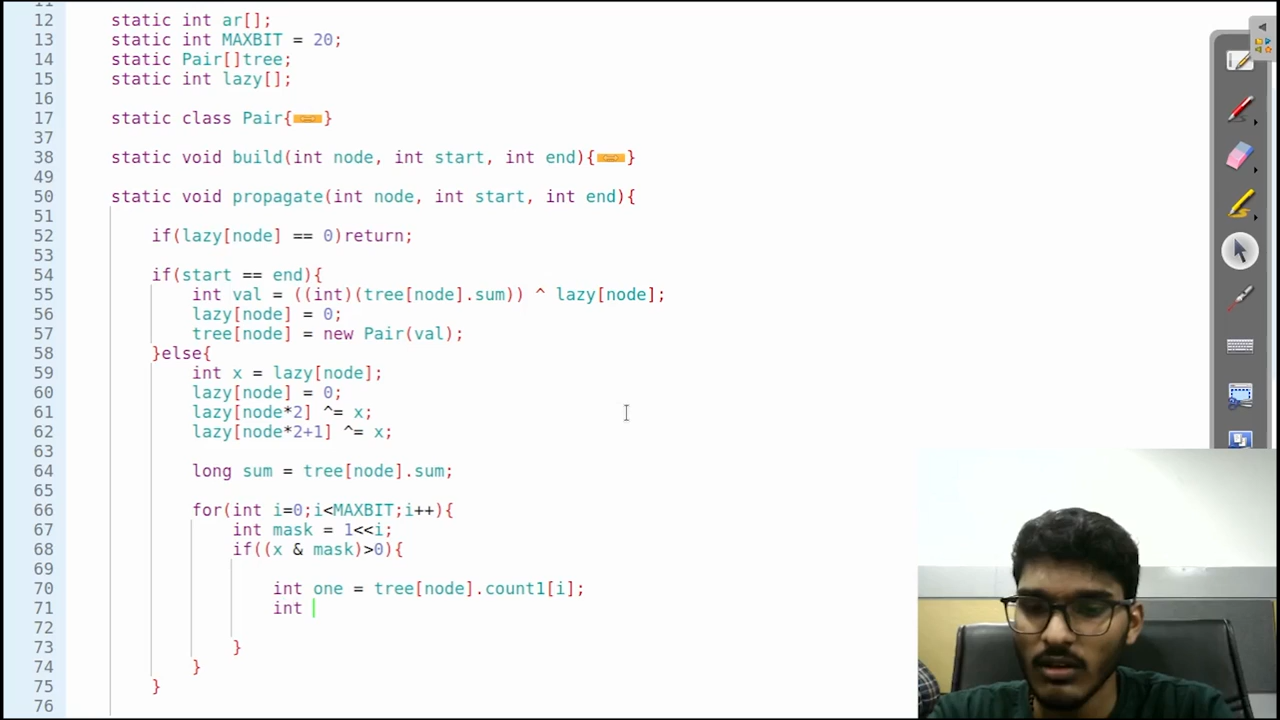 11
12 static int ar[];
13 static int MAXBIT = 20;
14 static Pair[]tree;
15 static int lazy[];
16
17 static class Pair{}
37
38 static void build(int node, int start, int end){}
49
50 static void propagate(int node, int start, int end){
51
52 if(lazy[node] == 0)return;
53
54 if(start == end){
55 int val = ((int)(tree[node].sum)) ^ lazy[node];
56 lazy[node] = 0;
57 tree[node] = new Pair(val);
58 }else{
59 int x = lazy[node];
60 lazy[node] = 0;
61 lazy[node*2] ^= x;
62 lazy[node*2+1] ^= x;
63
64 long sum = tree[node].sum;
65
66 for(int i=0;i<MAXBIT;i++){
67 int mask = 1<<i;
68 if((x & mask)>0){
69
70 int one = tree[node].count1[i];
71 int
72
73 }
74 }
75 }
76